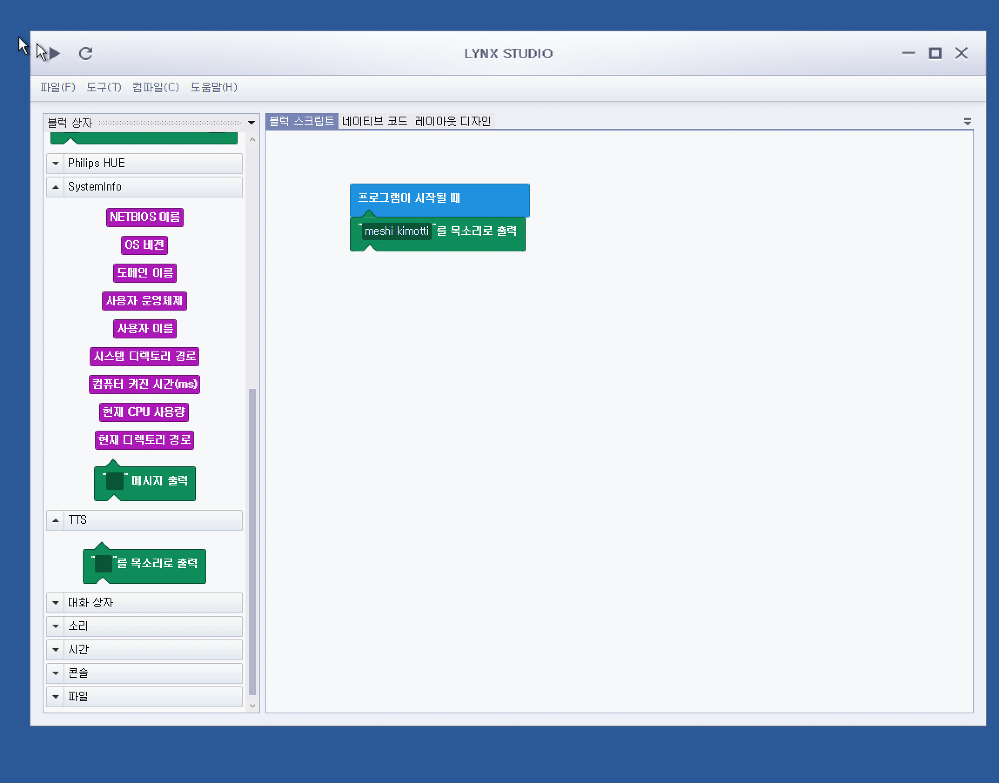 LYNX STUDIO
파일(F) 도구(T) 컴파일(C) 도움말(H)
블럭 상자
Philips HUE
SystemInfo
NETBIOS 이름
OS 버젼
도메인 이름
사용자 운영체제
사용자 이름
시스템 디렉토리 경로
컴퓨터 켜진 시간(ms)
현재 CPU 사용량
현재 디렉토리 경로
"" 메시지 출력
TTS
""를 목소리로 출력
대화 상자
소리
시간
콘솔
파일
블럭 스크립트 네이티브 코드 레이아웃 디자인
프로그램이 시작될 때
"meshi kimotti"를 목소리로 출력